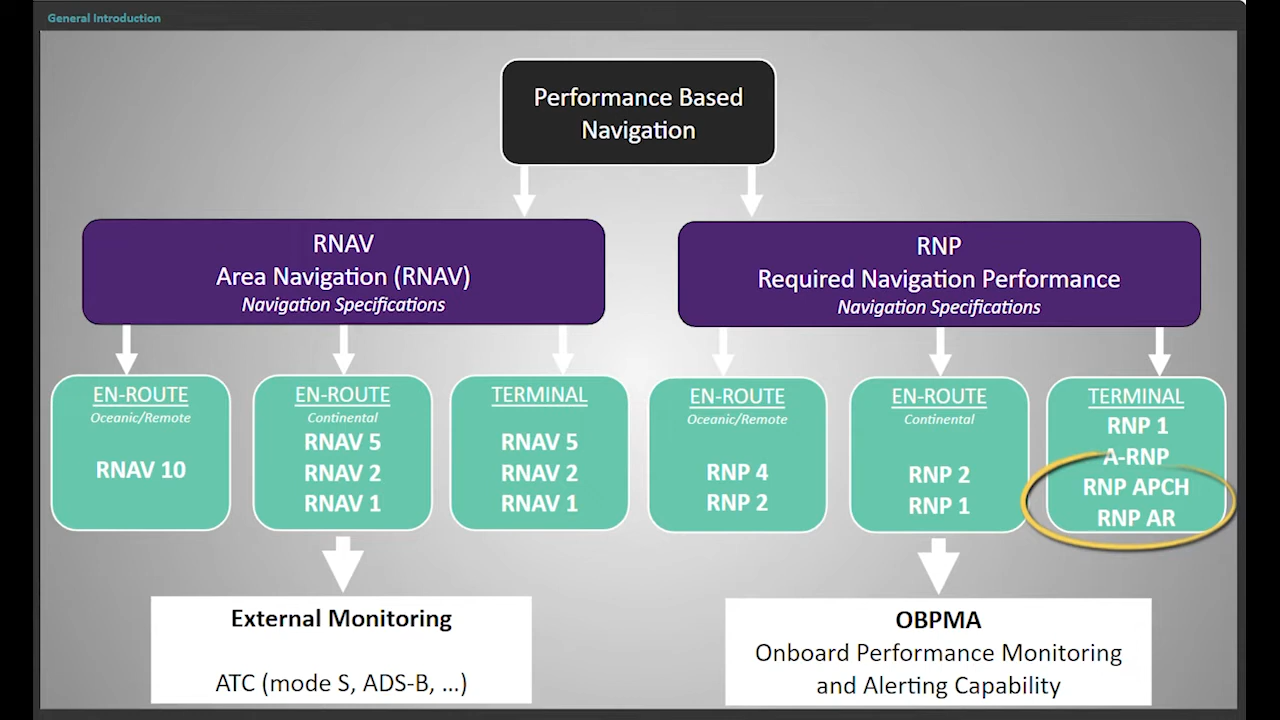 General Introduction
Performance Based
Navigation
RNAV
Area Navigation (RNAV)
Navigation Specifications
RNP
Required Navigation Performance
Navigation Specifications
EN-ROUTE
Oceanic/Remote
RNAV 10
EN-ROUTE
Continental
RNAV 5
RNAV 2
RNAV 1
TERMINAL
RNAV 5
RNAV 2
RNAV 1
EN-ROUTE
Oceanic/Remote
RNP 4
RNP 2
EN-ROUTE
Continental
RNP 2
RNP 1
TERMINAL
RNP 1
A-RNP
RNP APCH
RNP AR
External Monitoring
ATC (mode S, ADS-B, ...)
OBPMA
Onboard Performance Monitoring
and Alerting Capability